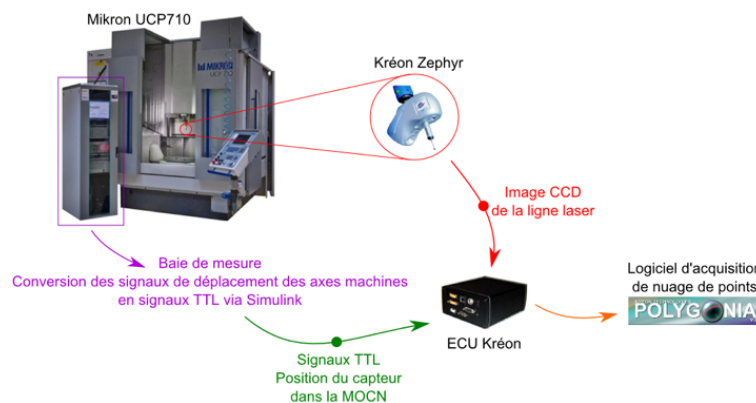 Mikron UCP710
MIKRON
UCP 710
Kréon Zephyr
Image CCD
de la ligne laser
Baie de mesure
Conversion des signaux de déplacement des axes machines
en signaux TTL via Simulink
Logiciel d'acquisition
de nuage de points
POLYGONIA
ECU Kréon
Signaux TTL
Position du capteur
dans la MOCN